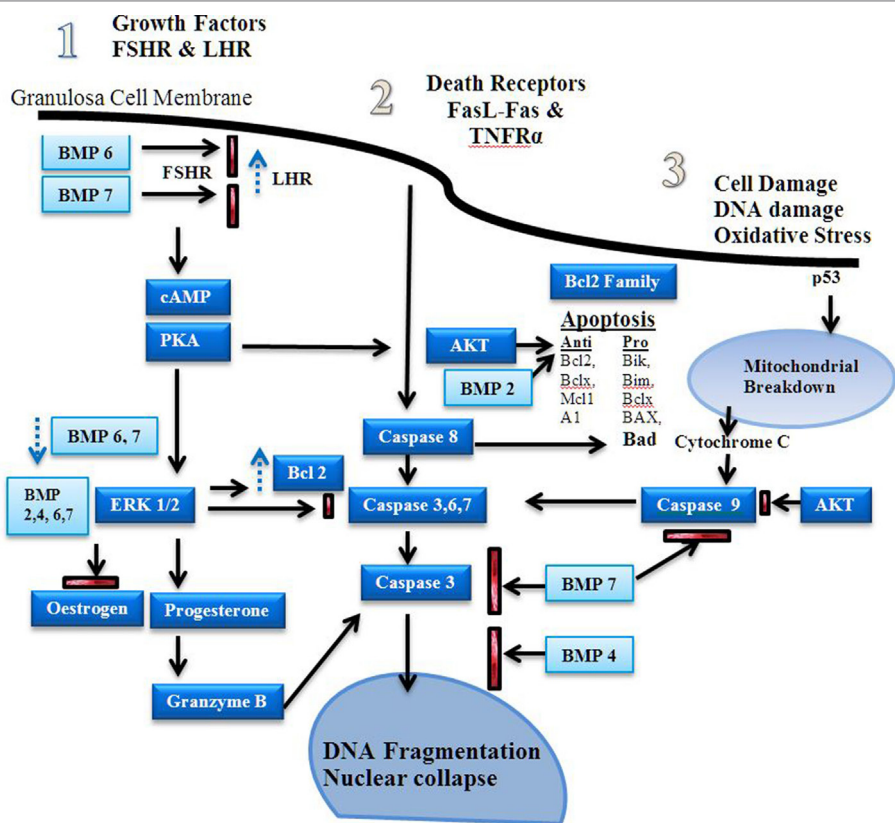 1
Growth Factors
FSHR & LHR
Granulosa Cell Membrane
2
Death Receptors
FasL-Fas &
TNFRα
3
Cell Damage
DNA damage
Oxidative Stress
BMP 6
BMP 7
FSHR
LHR
p53
Mitochondrial
Breakdown
Cytochrome C
cAMP
PKA
AKT
BMP 2
Bcl2 Family
Apoptosis
Anti Pro
Bcl2, Bik,
Bclx, Bim,
Mcl1 Bclx
A1 BAX,
Bad
BMP 6, 7
BMP
2,4, 6,7
ERK 1/2
Bcl 2
Caspase 8
Caspase 3,6,7
Caspase 9
AKT
Oestrogen
Progesterone
Caspase 3
BMP 7
BMP 4
Granzyme B
DNA Fragmentation
Nuclear collapse